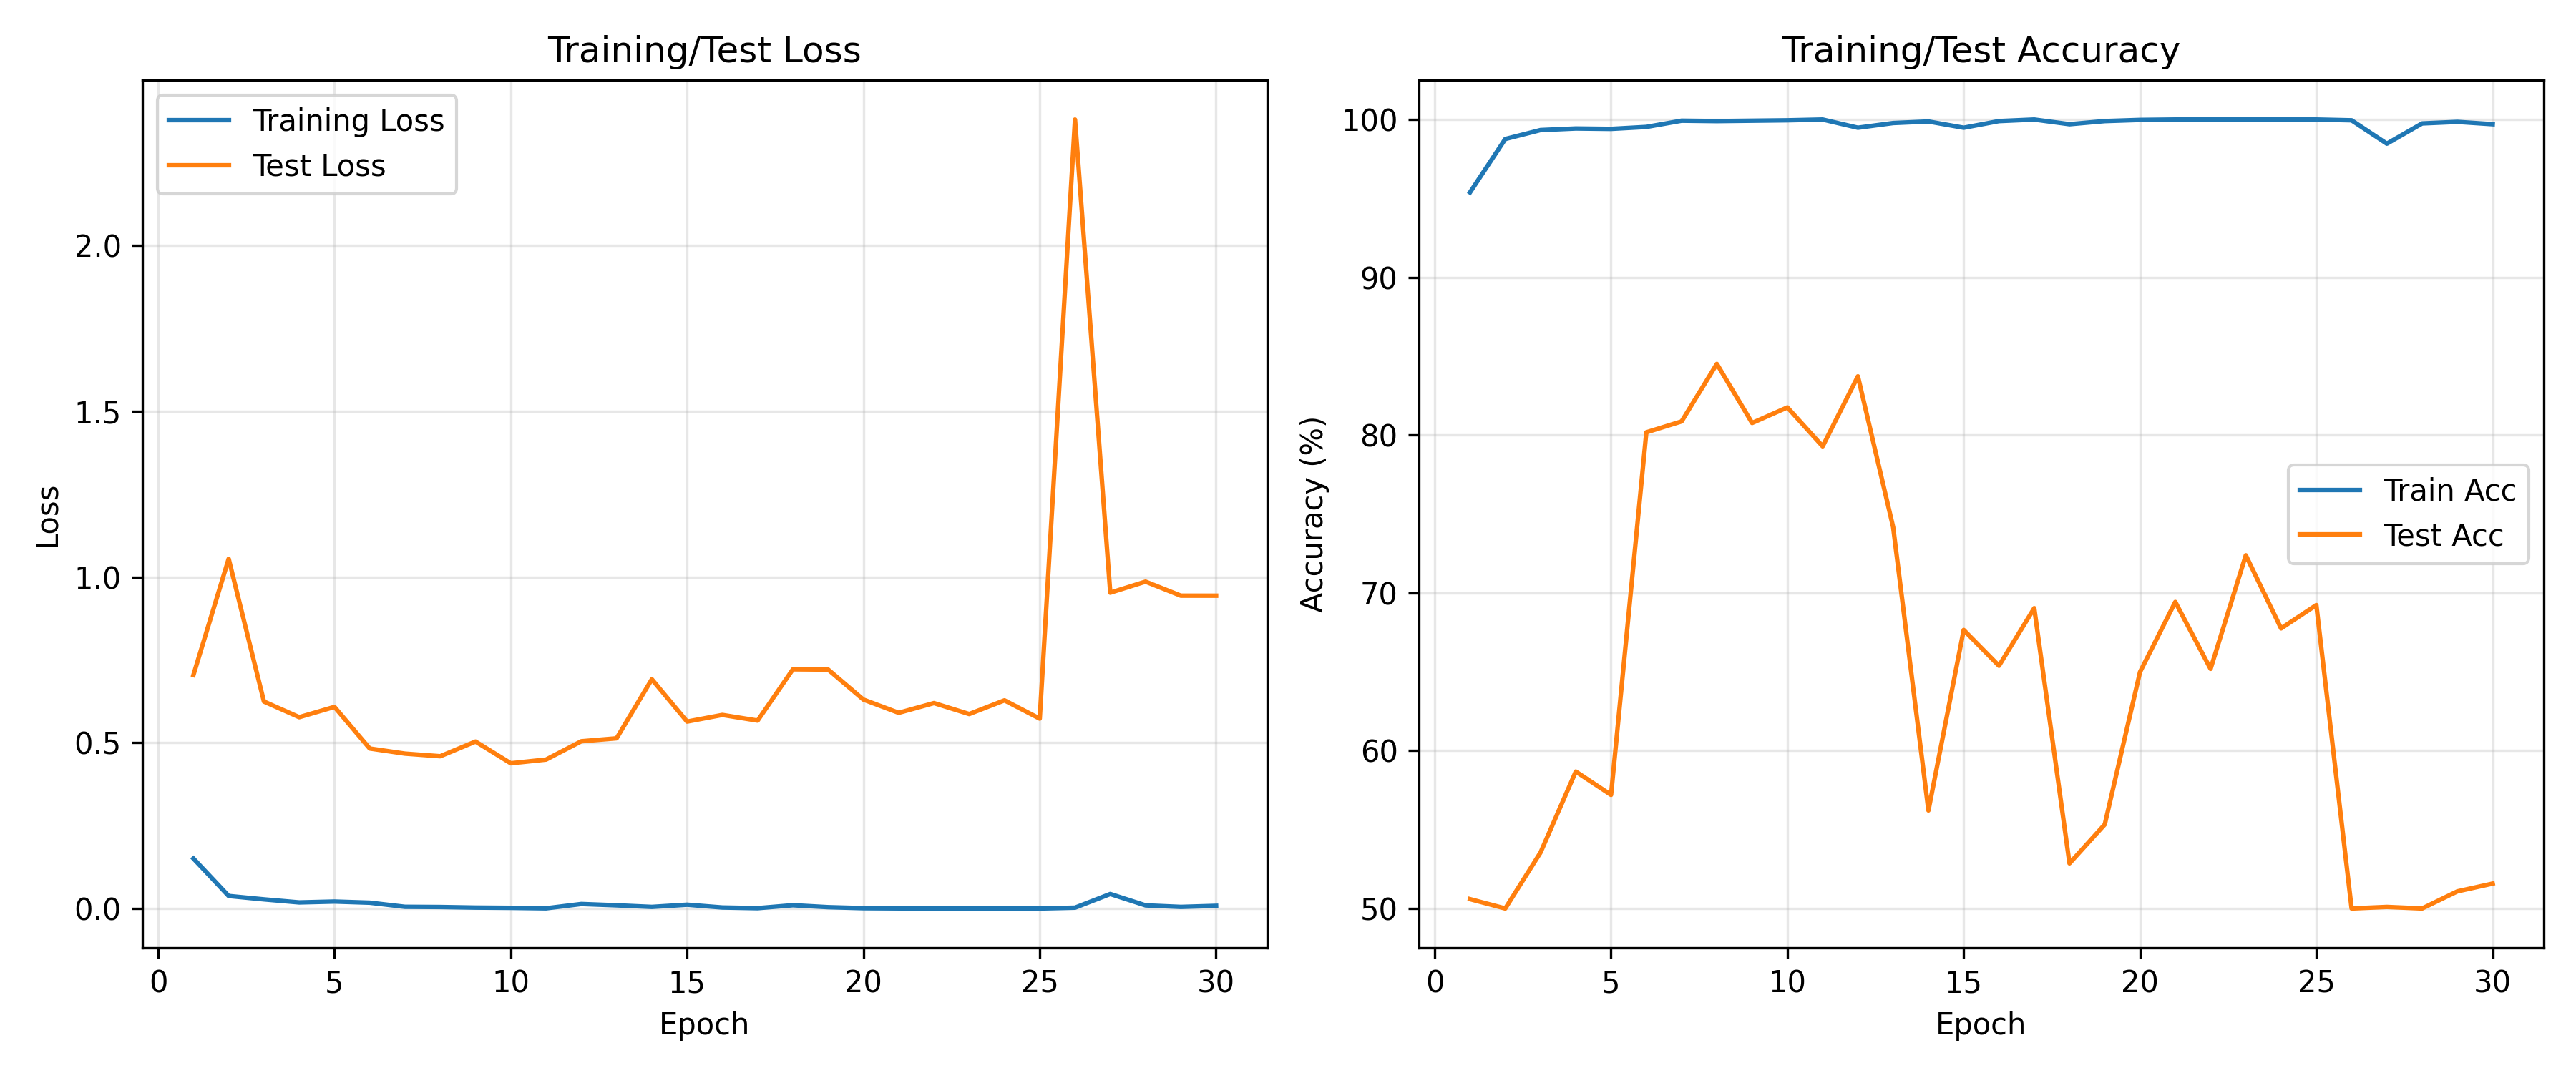 Training/Test Loss
Training Loss
Test Loss
2.0
1.5
1.0
0.5
0.0
Loss
0 5 10 15 20 25 30
Epoch
Training/Test Accuracy
100
90
80
70
60
50
Accuracy (%)
Train Acc
Test Acc
0 5 10 15 20 25 30
Epoch